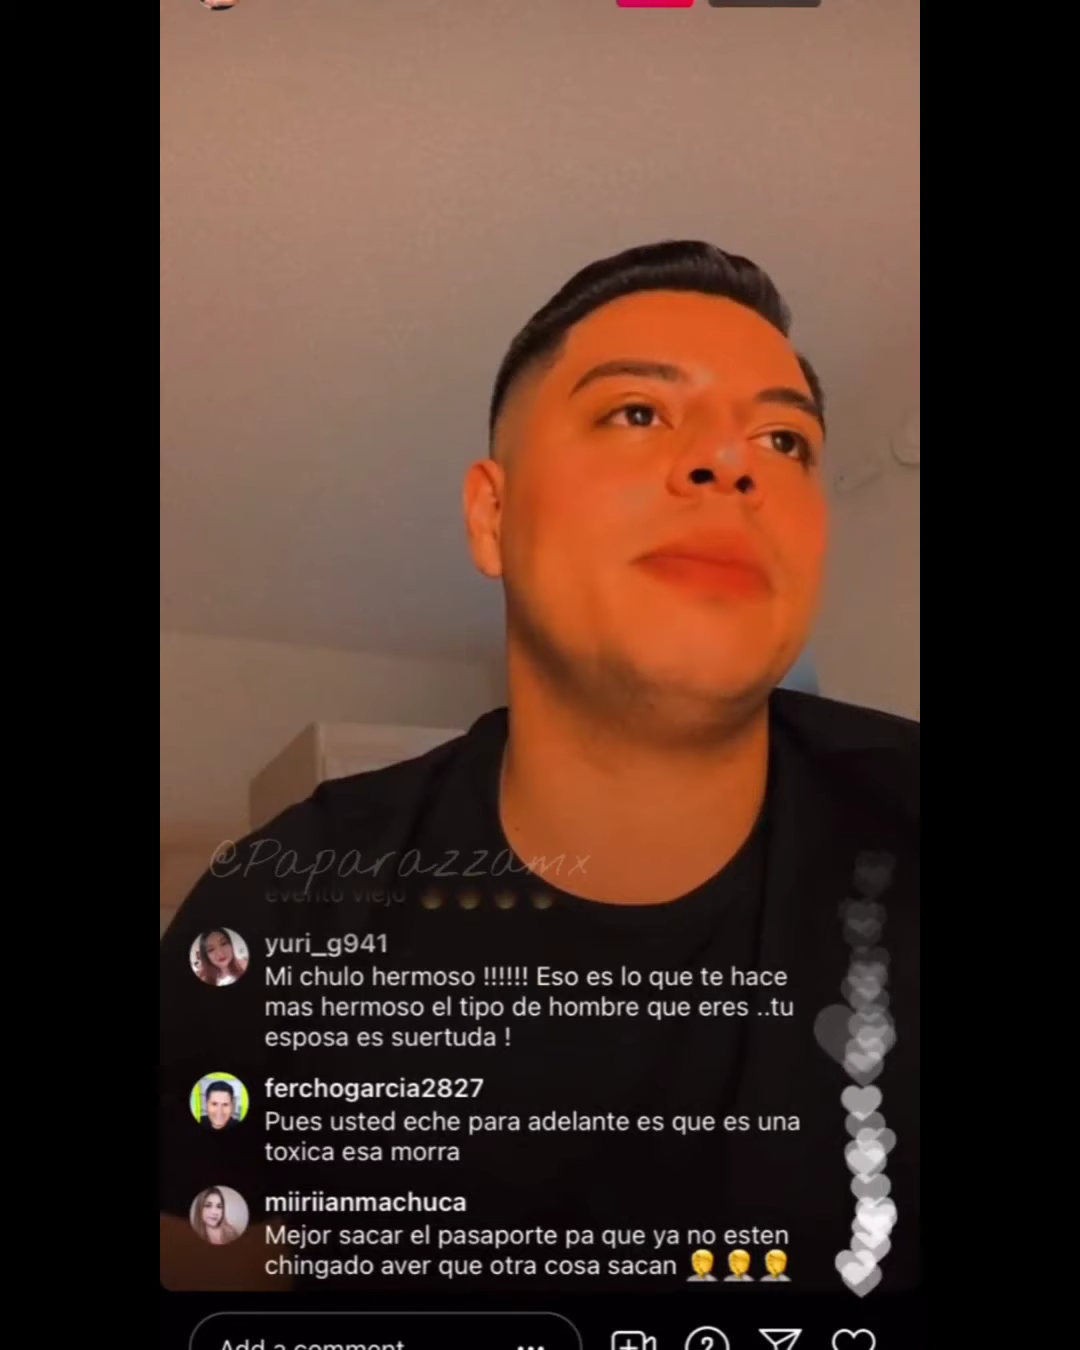 @Paparazzamx
evento viejo
yuri_g941
Mi chulo hermoso !!!!!! Eso es lo que te hace
mas hermoso el tipo de hombre que eres ..tu
esposa es suertuda !
ferchogarcia2827
Pues usted eche para adelante es que es una
toxica esa morra
miiriianmachuca
Mejor sacar el pasaporte pa que ya no esten
chingado aver que otra cosa sacan 🤦‍♂️🤦‍♂️🤦‍♂️
Add a comment